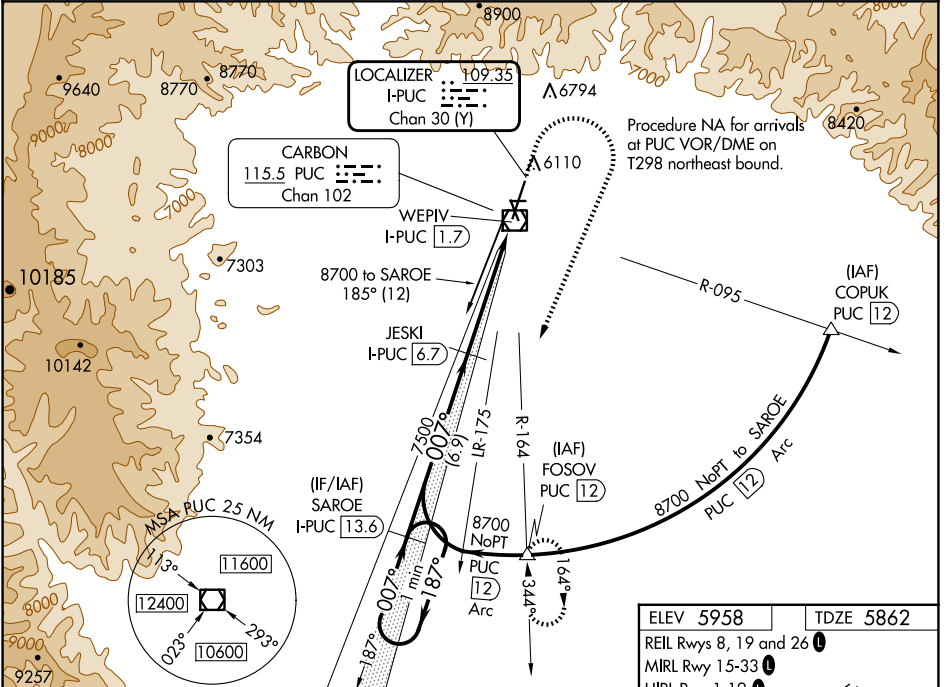 8900
9640
8770
8770
7000
LOCALIZER 109.35
I-PUC
Chan 30 (Y)
6794
8420
9000
8000
Procedure NA for arrivals
at PUC VOR/DME on
T298 northeast bound.
6110
CARBON
115.5 PUC
Chan 102
7000
WEPIV
I-PUC 1.7
7303
10185
8700 to SAROE
185° (12)
R-095
(IAF)
COPUK
PUC 12
JESKI
I-PUC 6.7
10142
7500
007°
(6.9)
LR-175
R-164
7354
(IAF)
FOSOV
PUC 12
8700 NoPT to SAROE
PUC 12 Arc
(IF/IAF)
SAROE
I-PUC 13.6
8700
NoPT
PUC
12
Arc
MSA PUC 25 NM
113°
11600
12400
023°
293°
10600
007°
1 min
187°
187°
344°
164°
8000
9000
9257
ELEV 5958
TDZE 5862
REIL Rwys 8, 19 and 26 L
MIRL Rwy 15-33 L
HIRL Rwy 1-19 L